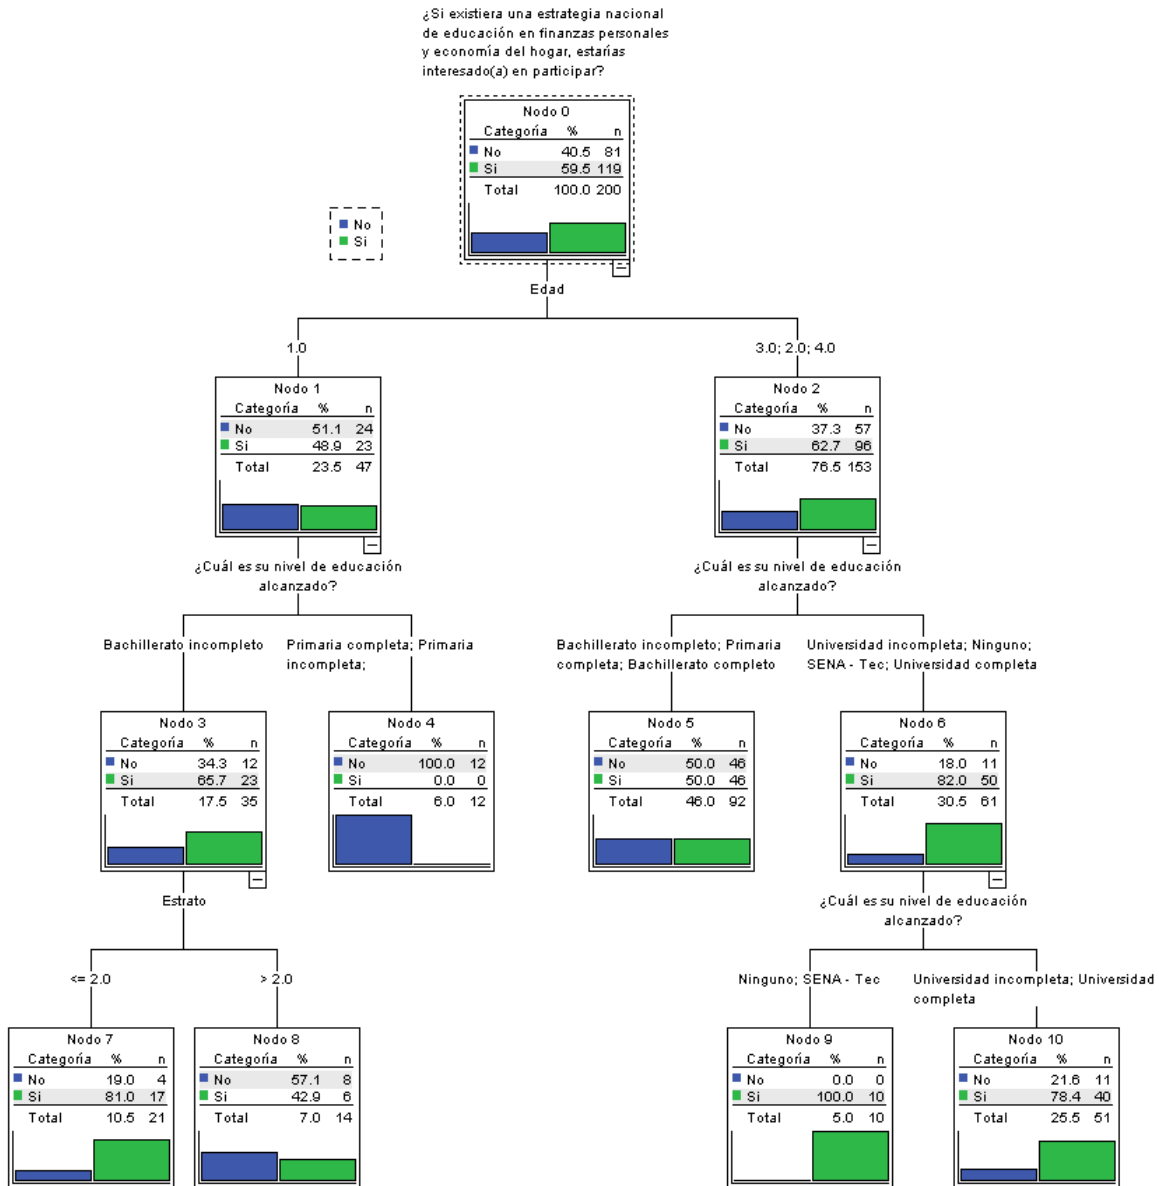 ¿Si existiera una estrategia nacional
de educación en finanzas personales
y economía del hogar, estarías
interesado(a) en participar?
Nodo 0
Categoría % n
No 40.5 81
Si 59.5 119
Total 100.0 200
No
Si
Edad
1.0
3.0; 2.0; 4.0
Nodo 1
Categoría % n
No 51.1 24
Si 48.9 23
Total 23.5 47
Nodo 2
Categoría % n
No 37.3 57
Si 62.7 96
Total 76.5 153
¿Cuál es su nivel de educación
alcanzado?
¿Cuál es su nivel de educación
alcanzado?
Bachillerato incompleto
Primaria completa; Primaria
incompleta;
Bachillerato incompleto; Primaria
completa; Bachillerato completo
Universidad incompleta; Ninguno;
SENA - Tec; Universidad completa
Nodo 3
Categoría % n
No 34.3 12
Si 65.7 23
Total 17.5 35
Nodo 4
Categoría % n
No 100.0 12
Si 0.0 0
Total 6.0 12
Nodo 5
Categoría % n
No 50.0 46
Si 50.0 46
Total 46.0 92
Nodo 6
Categoría % n
No 18.0 11
Si 82.0 50
Total 30.5 61
Estrato
¿Cuál es su nivel de educación
alcanzado?
<= 2.0
> 2.0
Ninguno; SENA - Tec
Universidad incompleta; Universidad
completa
Nodo 7
Categoría % n
No 19.0 4
Si 81.0 17
Total 10.5 21
Nodo 8
Categoría % n
No 57.1 8
Si 42.9 6
Total 7.0 14
Nodo 9
Categoría % n
No 0.0 0
Si 100.0 10
Total 5.0 10
Nodo 10
Categoría % n
No 21.6 11
Si 78.4 40
Total 25.5 51